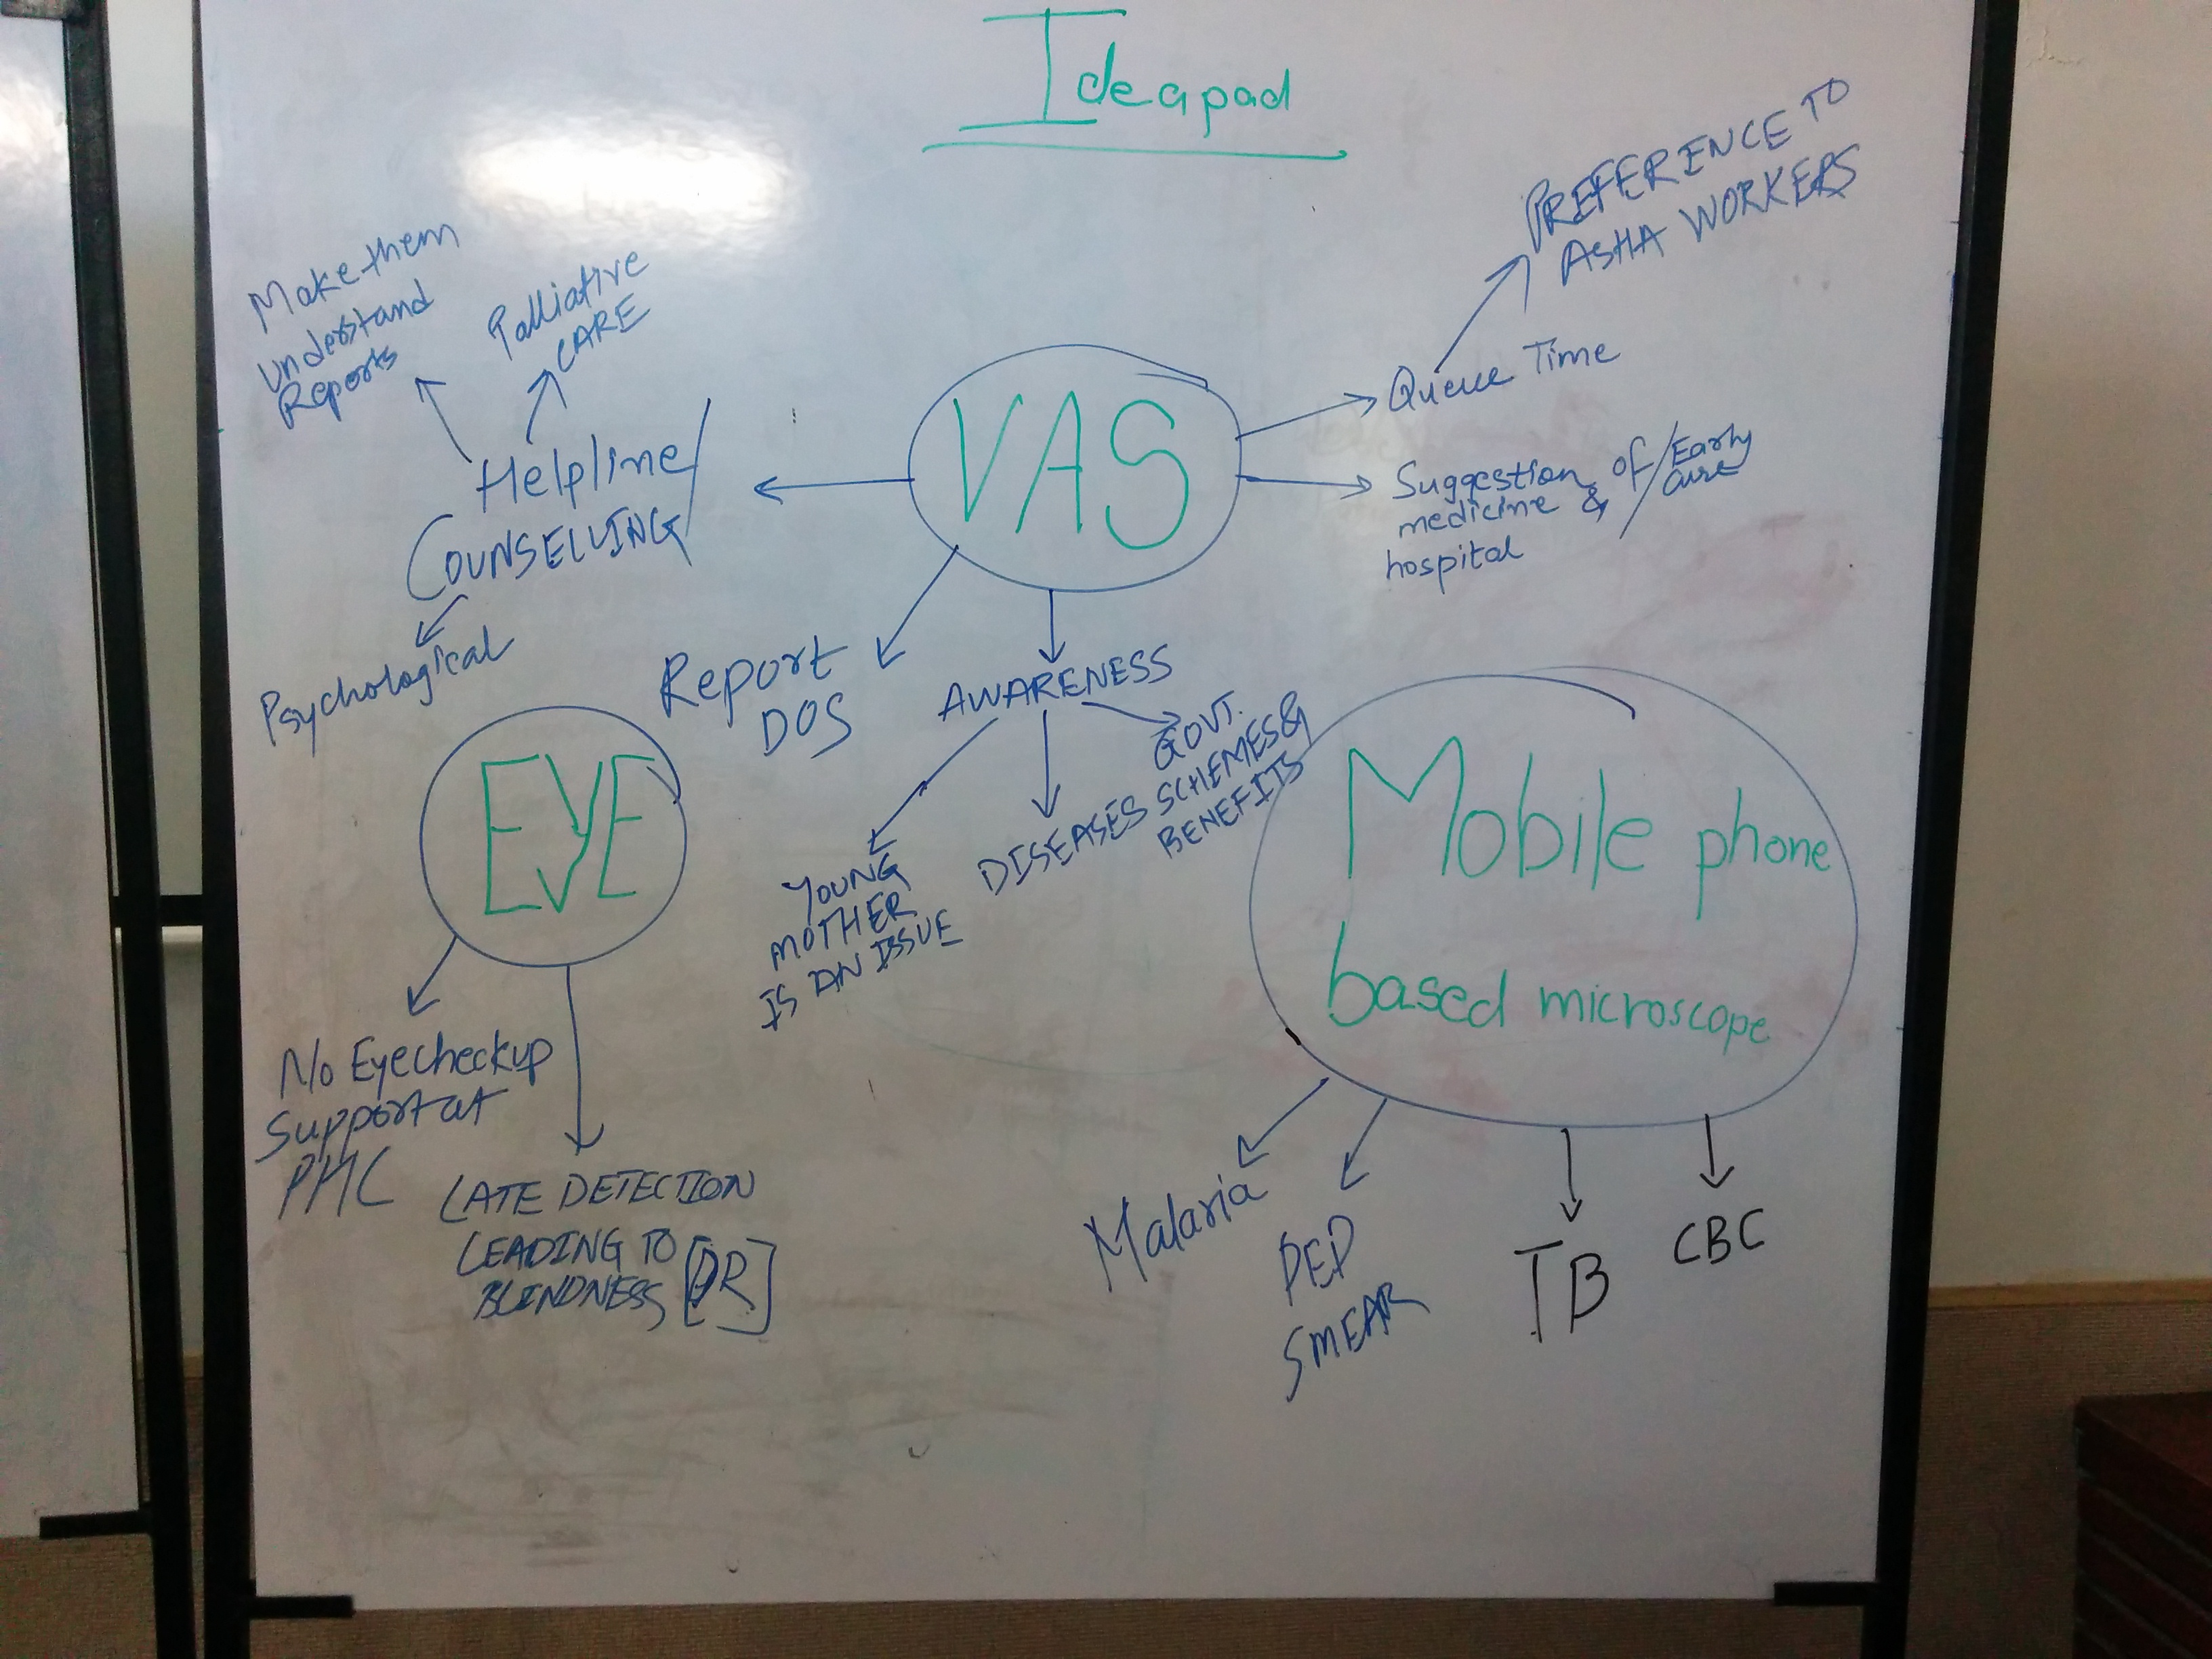 Ideapad
PREFERENCE TO
ASHA WORKERS
Make them
understand
Reports
Palliative
CARE
Queue Time
VAS
Helpline/
COUNSELLING
Suggestion of/Early
medicine & cure
hospital
Psychological
Report
DOS
AWARENESS
GOVT.
SCHEMES &
BENEFITS
DISEASES
YOUNG
MOTHER
IS AN ISSUE
EYE
No Eyecheckup
Support at
PHC
LATE DETECTION
LEADING TO
BLINDNESS [DR]
Mobile phone
based microscope
Malaria
PEP
SMEAR
TB
CBC